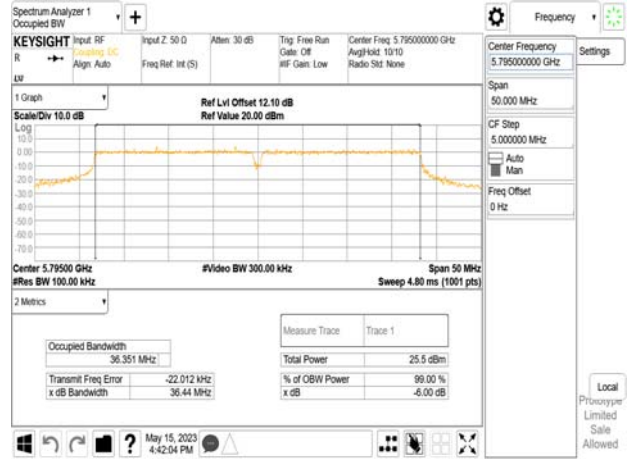 Spectrum Analyzer 1
Occupied BW
Frequency
KEYSIGHT
R
Input: RF
Coupling: DC
Align: Auto
Input Z: 50 Ω
Freq Ref: Int (S)
Atten: 30 dB
Trig: Free Run
Gate: Off
#IF Gain: Low
Center Freq: 5.795000000 GHz
Avg|Hold: 10/10
Radio Std: None
Center Frequency
5.795000000 GHz
Settings
Span
50.000 MHz
CF Step
5.000000 MHz
Auto
Man
Freq Offset
0 Hz
1 Graph
Scale/Div 10.0 dB
Ref Lvl Offset 12.10 dB
Ref Value 20.00 dBm
Log
10.0
0.00
-10.0
-20.0
-30.0
-40.0
-50.0
-60.0
-70.0
Center 5.79500 GHz
#Res BW 100.00 kHz
#Video BW 300.00 kHz
Span 50 MHz
Sweep 4.80 ms (1001 pts)
2 Metrics
Measure Trace
Trace 1
Occupied Bandwidth
36.351 MHz
Total Power
25.5 dBm
Transmit Freq Error
-22.012 kHz
% of OBW Power
99.00 %
x dB Bandwidth
36.44 MHz
x dB
-6.00 dB
Local
Prototype
Limited
Sale
Allowed
?
May 15, 2023
4:42:04 PM